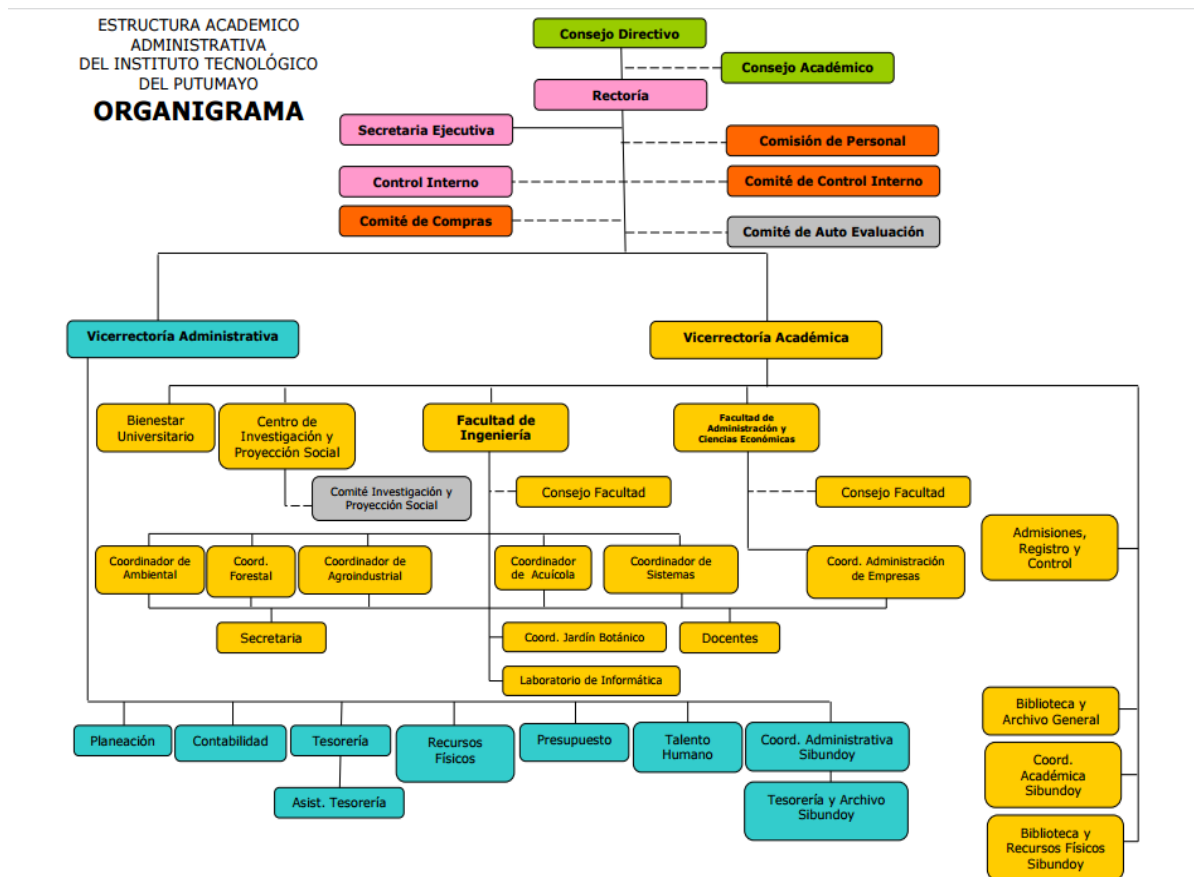 ESTRUCTURA ACADEMICO
ADMINISTRATIVA
DEL INSTITUTO TECNOLÓGICO
DEL PUTUMAYO
ORGANIGRAMA
Consejo Directivo
Consejo Académico
Rectoría
Secretaria Ejecutiva
Comisión de Personal
Control Interno
Comité de Control Interno
Comité de Compras
Comité de Auto Evaluación
Vicerrectoría Administrativa
Vicerrectoría Académica
Bienestar
Universitario
Centro de
Investigación y
Proyección Social
Facultad de
Ingeniería
Facultad de
Administración y
Ciencias Económicas
Comité Investigación y
Proyección Social
Consejo Facultad
Consejo Facultad
Admisiones,
Registro y
Control
Coordinador de
Ambiental
Coord.
Forestal
Coordinador de
Agroindustrial
Coordinador
de Acuícola
Coordinador de
Sistemas
Coord. Administración
de Empresas
Secretaria
Coord. Jardín Botánico
Docentes
Laboratorio de Informática
Biblioteca y
Archivo General
Planeación
Contabilidad
Tesorería
Recursos
Físicos
Presupuesto
Talento
Humano
Coord. Administrativa
Sibundoy
Coord.
Académica
Sibundoy
Asist. Tesorería
Tesorería y Archivo
Sibundoy
Biblioteca y
Recursos Físicos
Sibundoy